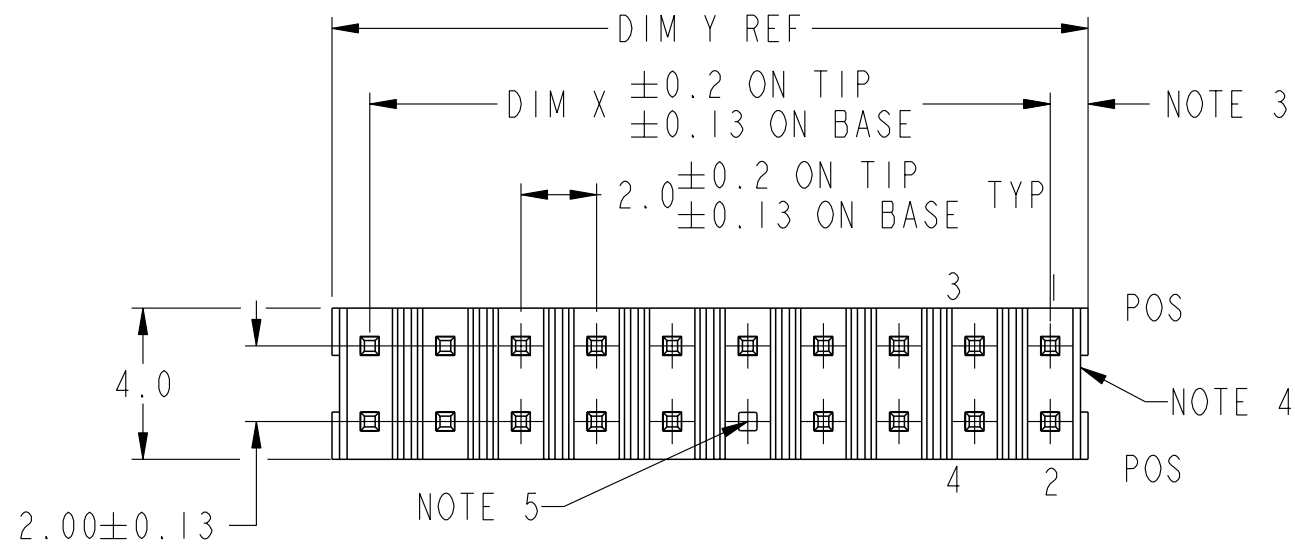 DIM Y REF
DIM X ±0.2 ON TIP
±0.13 ON BASE
NOTE 3
2.0 ±0.2 ON TIP
±0.13 ON BASE
TYP
3
1
POS
4.0
NOTE 4
4
2
POS
NOTE 5
2.00±0.13